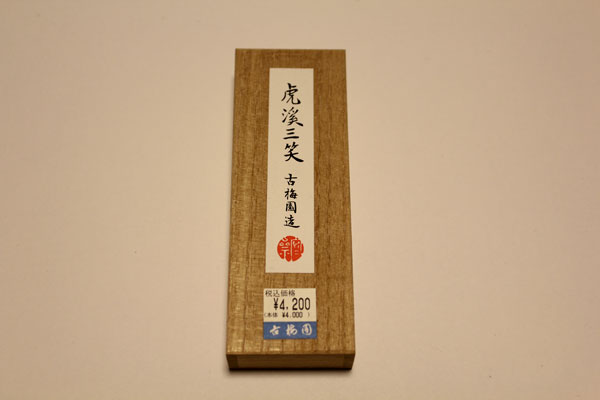 虎溪三笑 古梅園造
税込価格
¥4,200
(本体 ¥4,000 )
古梅園